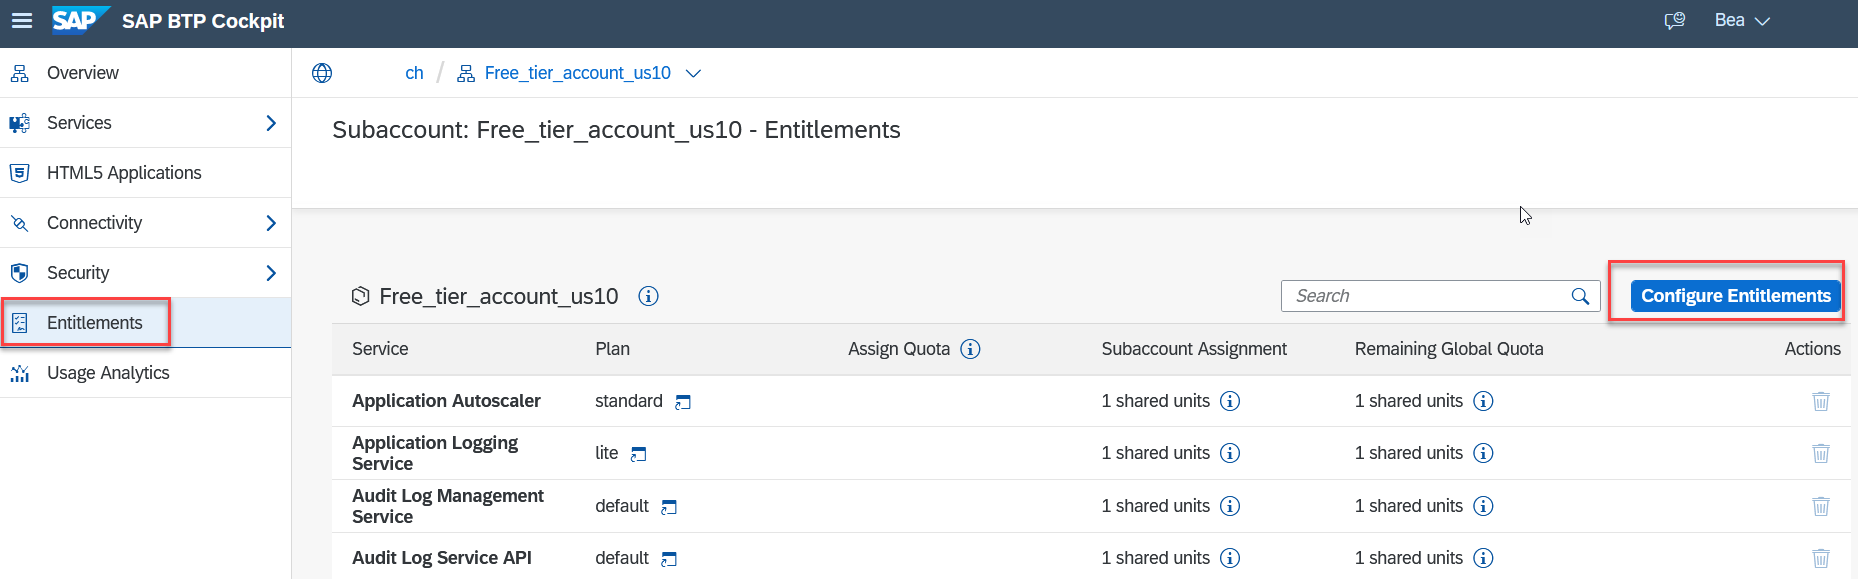 SAP SAP BTP Cockpit
Bea
Overview
Services
HTML5 Applications
Connectivity
Security
Entitlements
Usage Analytics
ch / Free_tier_account_us10
Subaccount: Free_tier_account_us10 - Entitlements
Free_tier_account_us10
Search
Configure Entitlements
Service Plan Assign Quota Subaccount Assignment Remaining Global Quota Actions
Application Autoscaler standard 1 shared units 1 shared units
Application Logging
Service lite 1 shared units 1 shared units
Audit Log Management
Service default 1 shared units 1 shared units
Audit Log Service API default 1 shared units 1 shared units